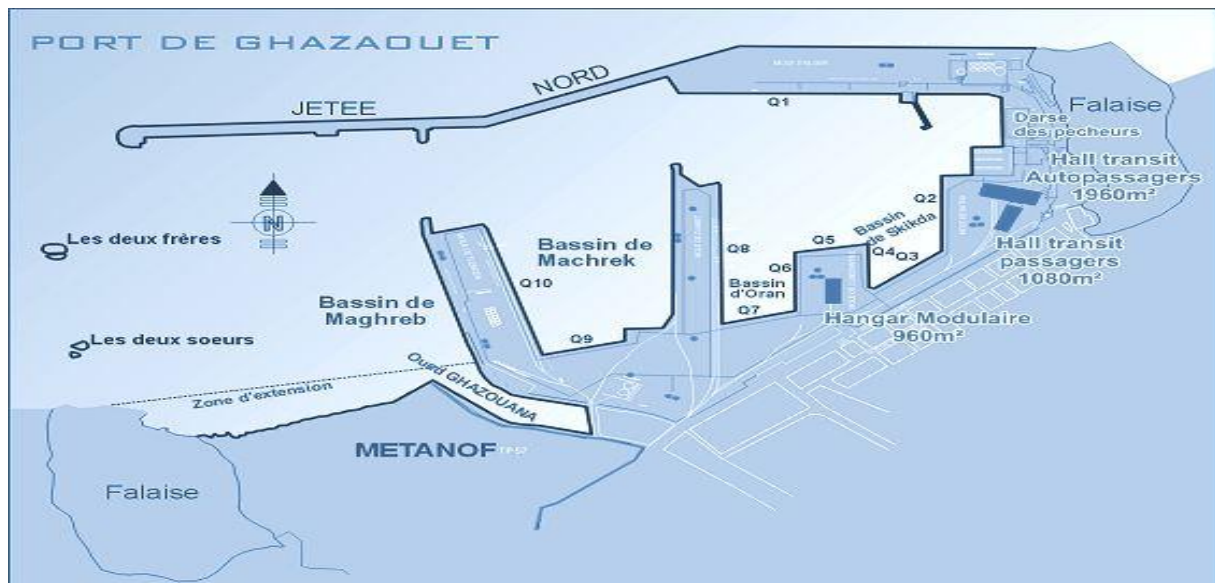 PORT DE GHAZAOUET
NORD
JETEE
Q1
Falaise
Darse
des pecheurs
Hall transit
Autopassagers
1960m²
Q2
Bassin
de Skikda
N
Les deux frères
Bassin de
Machrek
Q8
Q5
Q4
Q3
Hall transit
passagers
1080m²
Q6
Q10
Bassin
d'Oran
Bassin de
Maghreb
Q7
Hangar Modulaire
960m²
Les deux soeurs
Q9
Oued GHAZOUANA
Zone d'extension
METANOF
Falaise